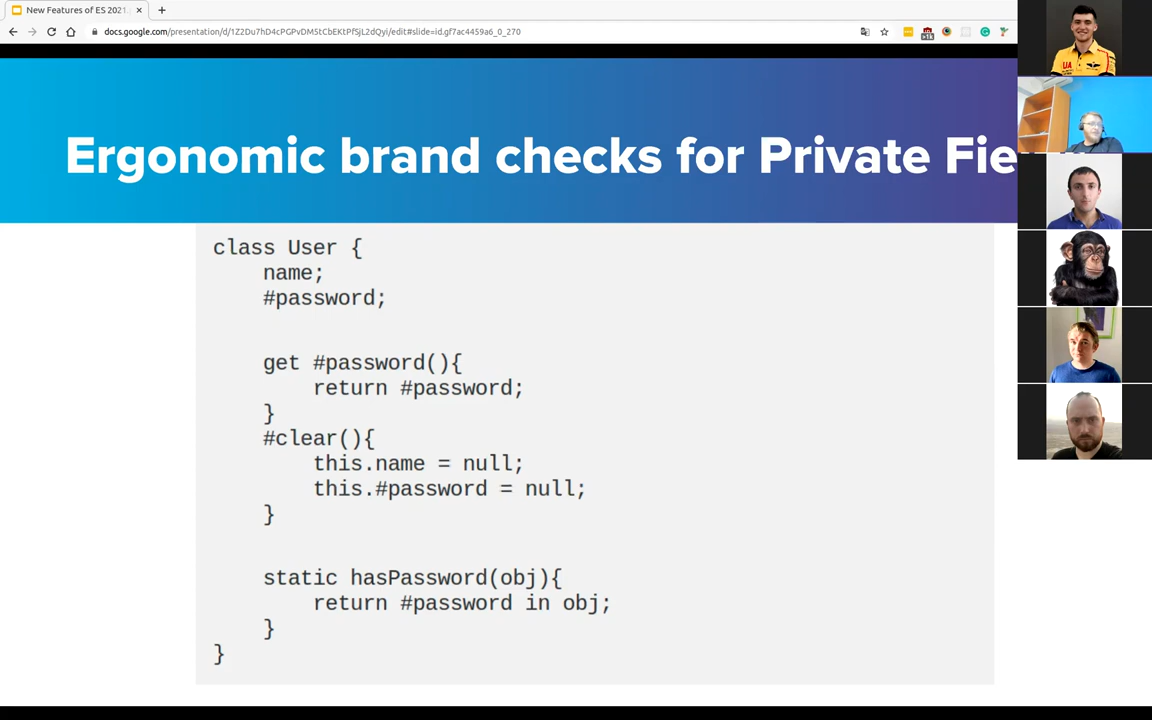 New Features of ES 2021
docs.google.com/presentation/d/1Z2Du7hD4cPGPvDM5tCbEKtPfSjL2dQyi/edit#slide=id.gf7ac4459a6_0_270
Ergonomic brand checks for Private Fie
class User {
name;
#password;
get #password(){
return #password;
}
#clear(){
this.name = null;
this.#password = null;
}
static hasPassword(obj){
return #password in obj;
}
}
UA